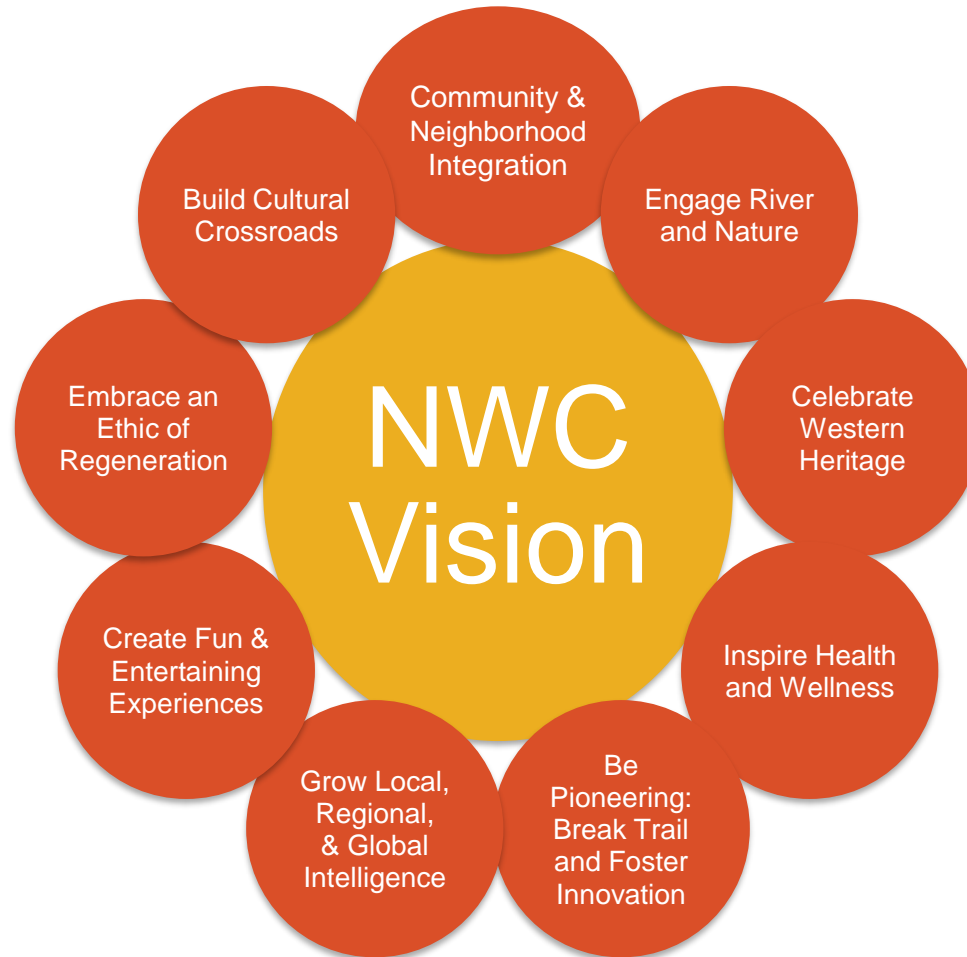 Community &
Neighborhood
Integration
Engage River
and Nature
Celebrate
Western
Heritage
Inspire Health
and Wellness
Be
Pioneering:
Break Trail
and Foster
Innovation
Grow Local,
Regional,
& Global
Intelligence
Create Fun &
Entertaining
Experiences
Embrace an
Ethic of
Regeneration
Build Cultural
Crossroads
NWC
Vision